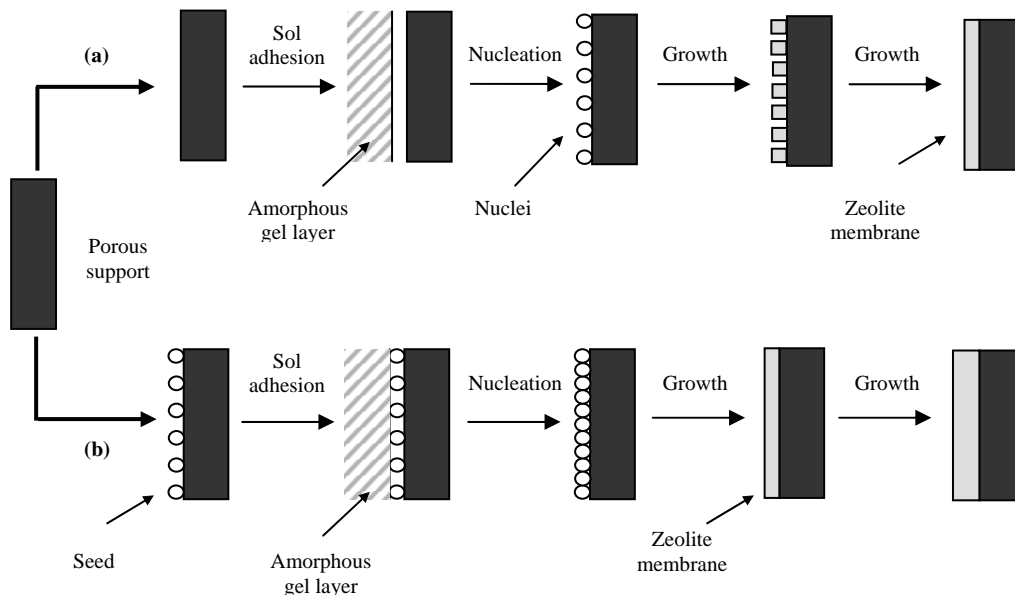 (a)
Sol
adhesion
Nucleation
Growth
Growth
Amorphous
gel layer
Nuclei
Zeolite
membrane
Porous
support
(b)
Sol
adhesion
Nucleation
Growth
Growth
Seed
Amorphous
gel layer
Zeolite
membrane